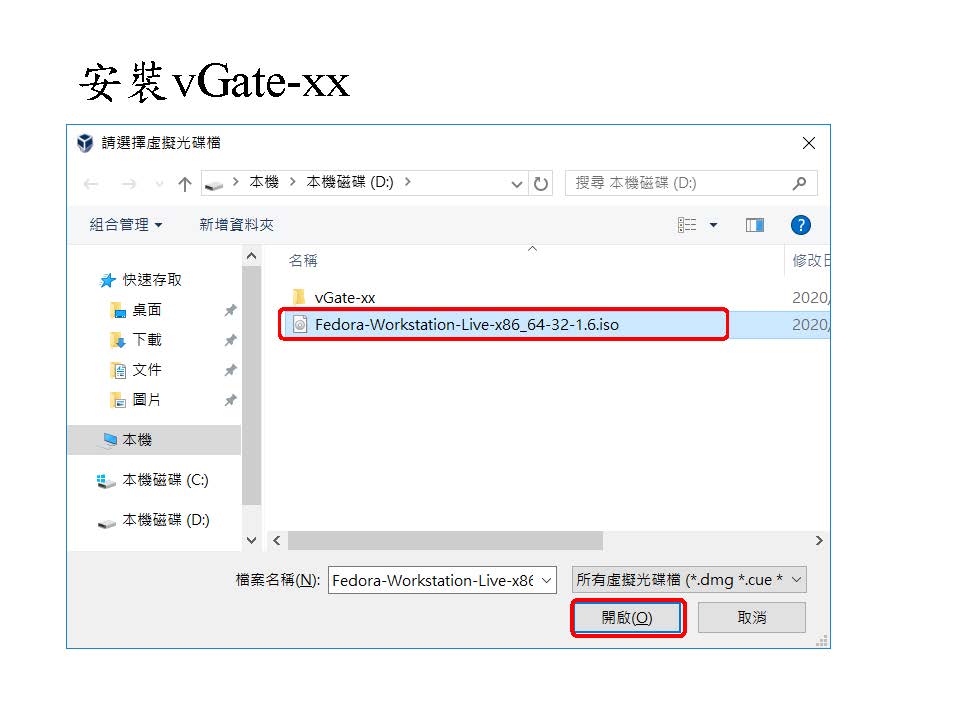 安裝vGate-xx
請選擇虛擬光碟檔
本機 本機磁碟 (D:)
搜尋 本機磁碟 (D:)
組合管理 新增資料夾
名稱 修改日
快速存取
桌面
下載
文件
圖片
本機
本機磁碟 (C:)
本機磁碟 (D:)
vGate-xx 2020/
Fedora-Workstation-Live-x86_64-32-1.6.iso 2020/
檔案名稱(N): Fedora-Workstation-Live-x86 所有虛擬光碟檔 (*.dmg *.cue *
開啟(O) 取消